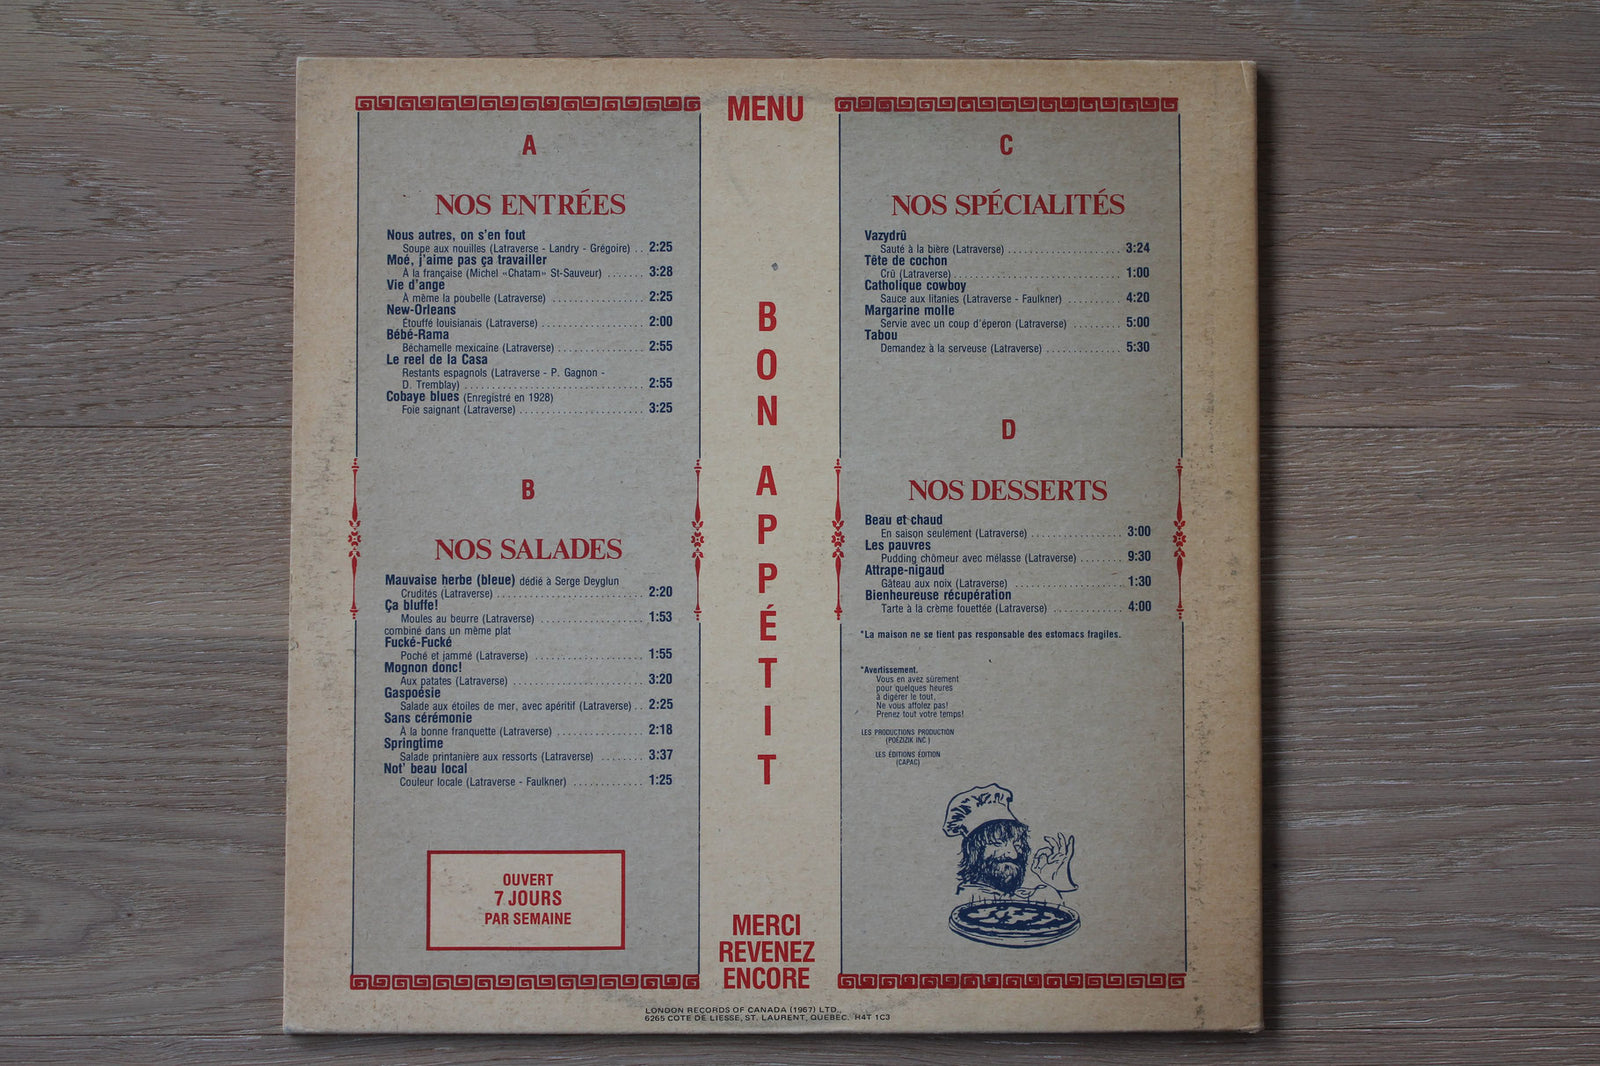 MENU
A
NOS ENTRÉES
Nous autres, on s'en fout
Soupe aux nouilles (Latraverse - Landry - Grégoire) . . 2:25
Moé, j'aime pas ça travailler
À la française (Michel «Chatam» St-Sauveur) ....... 3:28
Vie d'ange
À même la poubelle (Latraverse) ................. 2:25
New-Orleans
Étouffé louisianais (Latraverse) ................... 2:00
Bébé-Rama
Béchamelle mexicaine (Latraverse) ................ 2:55
Le reel de la Casa
Restants espagnols (Latraverse - P. Gagnon -
D. Tremblay) ................................. 2:55
Cobaye blues (Enregistré en 1928)
Foie saignant (Latraverse) ....................... 3:25
B
NOS SALADES
Mauvaise herbe (bleue) dédié à Serge Deyglun
Crudités (Latraverse) ........................... 2:20
Ça bluffe!
Moules au beurre (Latraverse) ................... 1:53
combiné dans un même plat
Fucké-Fucké
Poché et jammé (Latraverse) .................... 1:55
Mognon donc!
Aux patates (Latraverse) ........................ 3:20
Gaspoésie
Salade aux étoiles de mer, avec apéritif (Latraverse) . . 2:25
Sans cérémonie
À la bonne franquette (Latraverse) ................ 2:18
Springtime
Salade printanière aux ressorts (Latraverse) ........ 3:37
Not' beau local
Couleur locale (Latraverse - Faulkner) ............. 1:25
OUVERT
7 JOURS
PAR SEMAINE
BON APPÉTIT
MERCI
REVENEZ
ENCORE
C
NOS SPÉCIALITÉS
Vazydrû
Sauté à la bière (Latraverse) ..................... 3:24
Tête de cochon
Crû (Latraverse) ............................... 1:00
Catholique cowboy
Sauce aux litanies (Latraverse - Faulkner) .......... 4:20
Margarine molle
Servie avec un coup d'éperon (Latraverse) ......... 5:00
Tabou
Demandez à la serveuse (Latraverse) .............. 5:30
D
NOS DESSERTS
Beau et chaud
En saison seulement (Latraverse) ................. 3:00
Les pauvres
Pudding chômeur avec mélasse (Latraverse) ........ 9:30
Attrape-nigaud
Gâteau aux noix (Latraverse) .................... 1:30
Bienheureuse récupération
Tarte à la crème fouettée (Latraverse) ............. 4:00
*La maison ne se tient pas responsable des estomacs fragiles.
*Avertissement.
Vous en avez sûrement
pour quelques heures
à digérer le tout,
Ne vous affolez pas!
Prenez tout votre temps!
LES PRODUCTIONS PRODUCTION
(POÉZIZIK INC.)
LES ÉDITIONS ÉDITION
(CAPAC)
LONDON RECORDS OF CANADA (1967) LTD.,
6265 COTE DE LIESSE, ST. LAURENT, QUEBEC. H4T 1C3